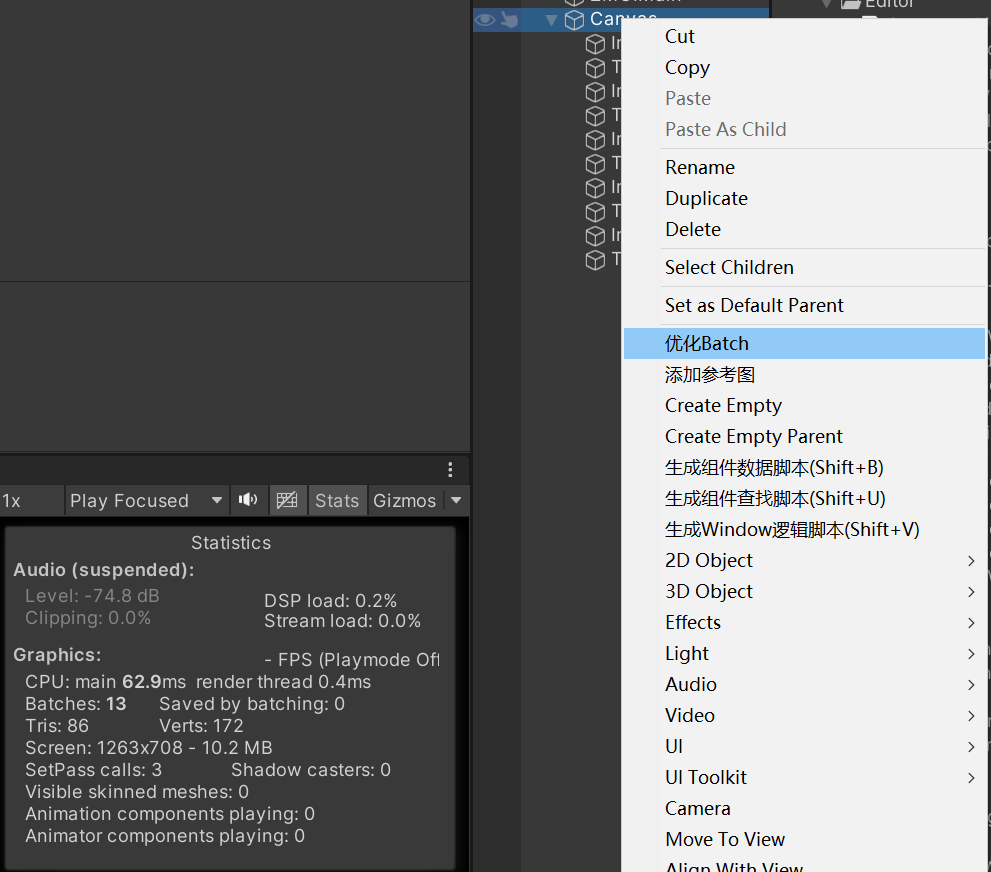 Canvas
Editor
Cut
Copy
Paste
Paste As Child
Rename
Duplicate
Delete
Select Children
Set as Default Parent
优化Batch
添加参考图
Create Empty
Create Empty Parent
生成组件数据脚本(Shift+B)
生成组件查找脚本(Shift+U)
生成Window逻辑脚本(Shift+V)
2D Object
3D Object
Effects
Light
Audio
Video
UI
UI Toolkit
Camera
Move To View
Align With View
1x Play Focused Stats Gizmos
Statistics
Audio (suspended):
Level: -74.8 dB DSP load: 0.2%
Clipping: 0.0% Stream load: 0.0%
Graphics: - FPS (Playmode Off
CPU: main 62.9ms render thread 0.4ms
Batches: 13 Saved by batching: 0
Tris: 86 Verts: 172
Screen: 1263x708 - 10.2 MB
SetPass calls: 3 Shadow casters: 0
Visible skinned meshes: 0
Animation components playing: 0
Animator components playing: 0